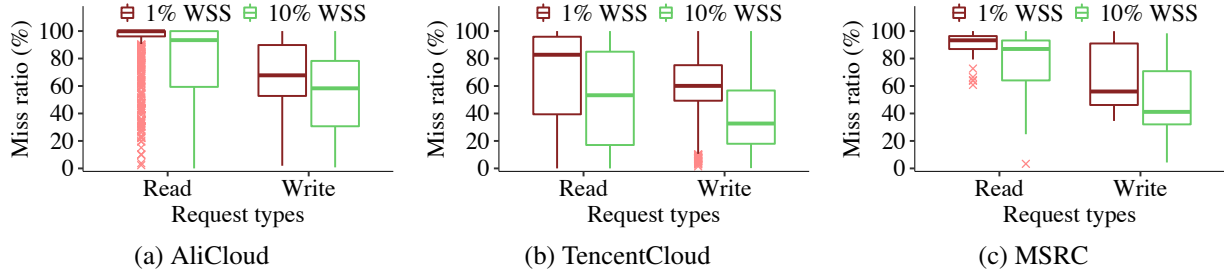 1% WSS 10% WSS
Miss ratio (%)
100
80
60
40
20
0
Read Write
Request types
(a) AliCloud
1% WSS 10% WSS
Miss ratio (%)
100
80
60
40
20
0
Read Write
Request types
(b) TencentCloud
1% WSS 10% WSS
Miss ratio (%)
100
80
60
40
20
0
Read Write
Request types
(c) MSRC